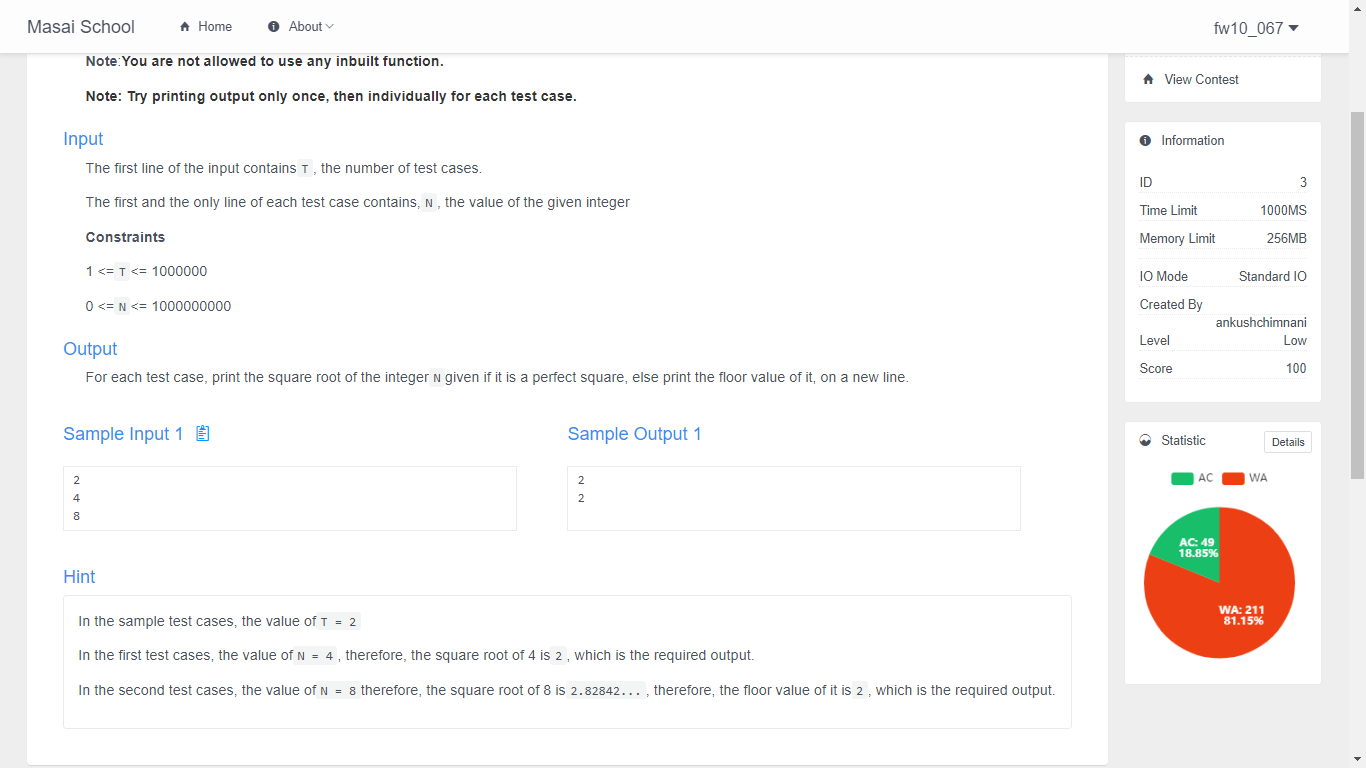 Masai School
Home
About
fw10_067
Note:You are not allowed to use any inbuilt function.
Note: Try printing output only once, then individually for each test case.
Input
The first line of the input contains T, the number of test cases.
The first and the only line of each test case contains, N, the value of the given integer
Constraints
1 <= T <= 1000000
0 <= N <= 1000000000
Output
For each test case, print the square root of the integer N given if it is a perfect square, else print the floor value of it, on a new line.
Sample Input 1
2
4
8
Sample Output 1
2
2
Hint
In the sample test cases, the value of T = 2
In the first test cases, the value of N = 4, therefore, the square root of 4 is 2, which is the required output.
In the second test cases, the value of N = 8 therefore, the square root of 8 is 2.82842..., therefore, the floor value of it is 2, which is the required output.
View Contest
Information
ID 3
Time Limit 1000MS
Memory Limit 256MB
IO Mode Standard IO
Created By
ankushchimnani
Level Low
Score 100
Statistic
Details
AC WA
AC: 49
18.85%
WA: 211
81.15%